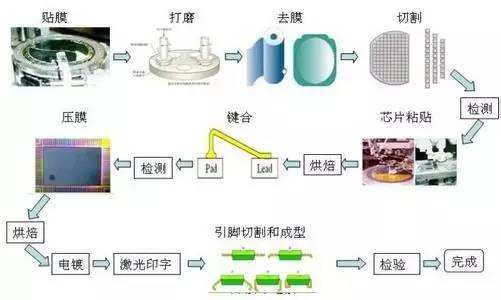 贴膜
打磨
去膜
切割
检测
芯片粘贴
烘焙
键合
Pad
Lead
检测
压膜
烘焙
电镀
激光印字
引脚切割和成型
检验
完成